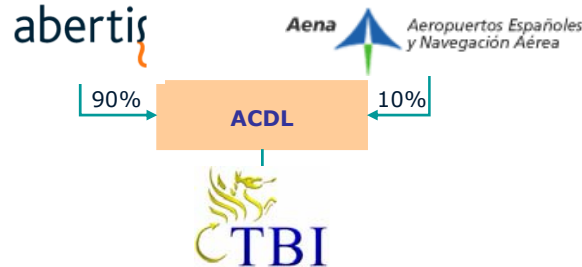 abertis
Aena
Aeropuertos Españoles
y Navegación Aérea
90%
10%
ACDL
TBI